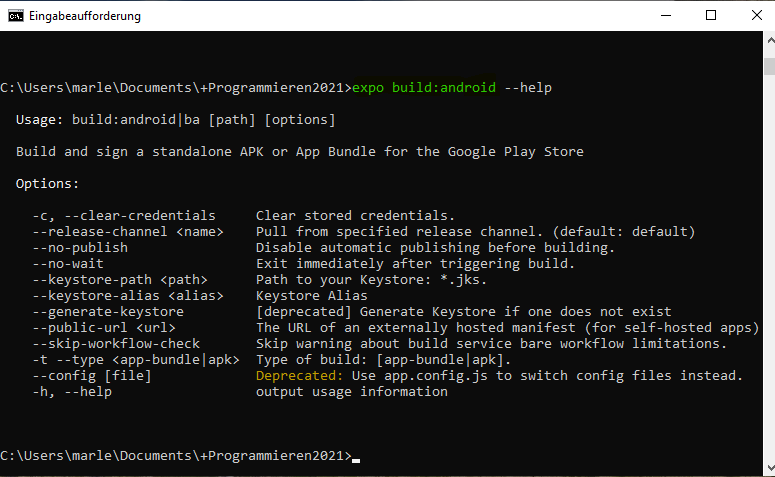 Eingabeaufforderung
C:\Users\marle\Documents\+Programmieren2021>expo build:android --help
Usage: build:android|ba [path] [options]
Build and sign a standalone APK or App Bundle for the Google Play Store
Options:
-c, --clear-credentials Clear stored credentials.
--release-channel <name> Pull from specified release channel. (default: default)
--no-publish Disable automatic publishing before building.
--no-wait Exit immediately after triggering build.
--keystore-path <path> Path to your Keystore: *.jks.
--keystore-alias <alias> Keystore Alias
--generate-keystore [deprecated] Generate Keystore if one does not exist
--public-url <url> The URL of an externally hosted manifest (for self-hosted apps)
--skip-workflow-check Skip warning about build service bare workflow limitations.
-t --type <app-bundle|apk> Type of build: [app-bundle|apk].
--config [file] Deprecated: Use app.config.js to switch config files instead.
-h, --help output usage information
C:\Users\marle\Documents\+Programmieren2021>